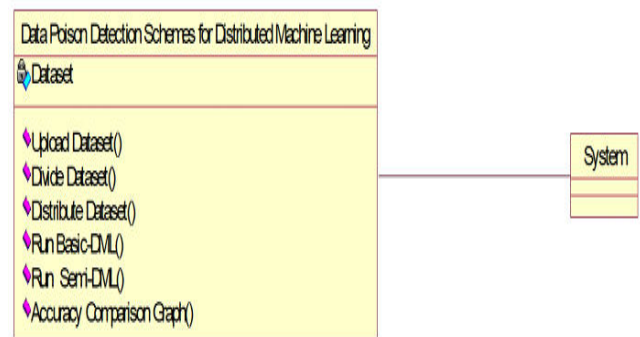 Data Poison Detection Schemes for Distributed Machine Learning
Dataset
Upload Dataset()
Divide Dataset()
Distribute Dataset()
Run Basic-DML()
Run Semi-DML()
Accuracy Comparison Graph()
System